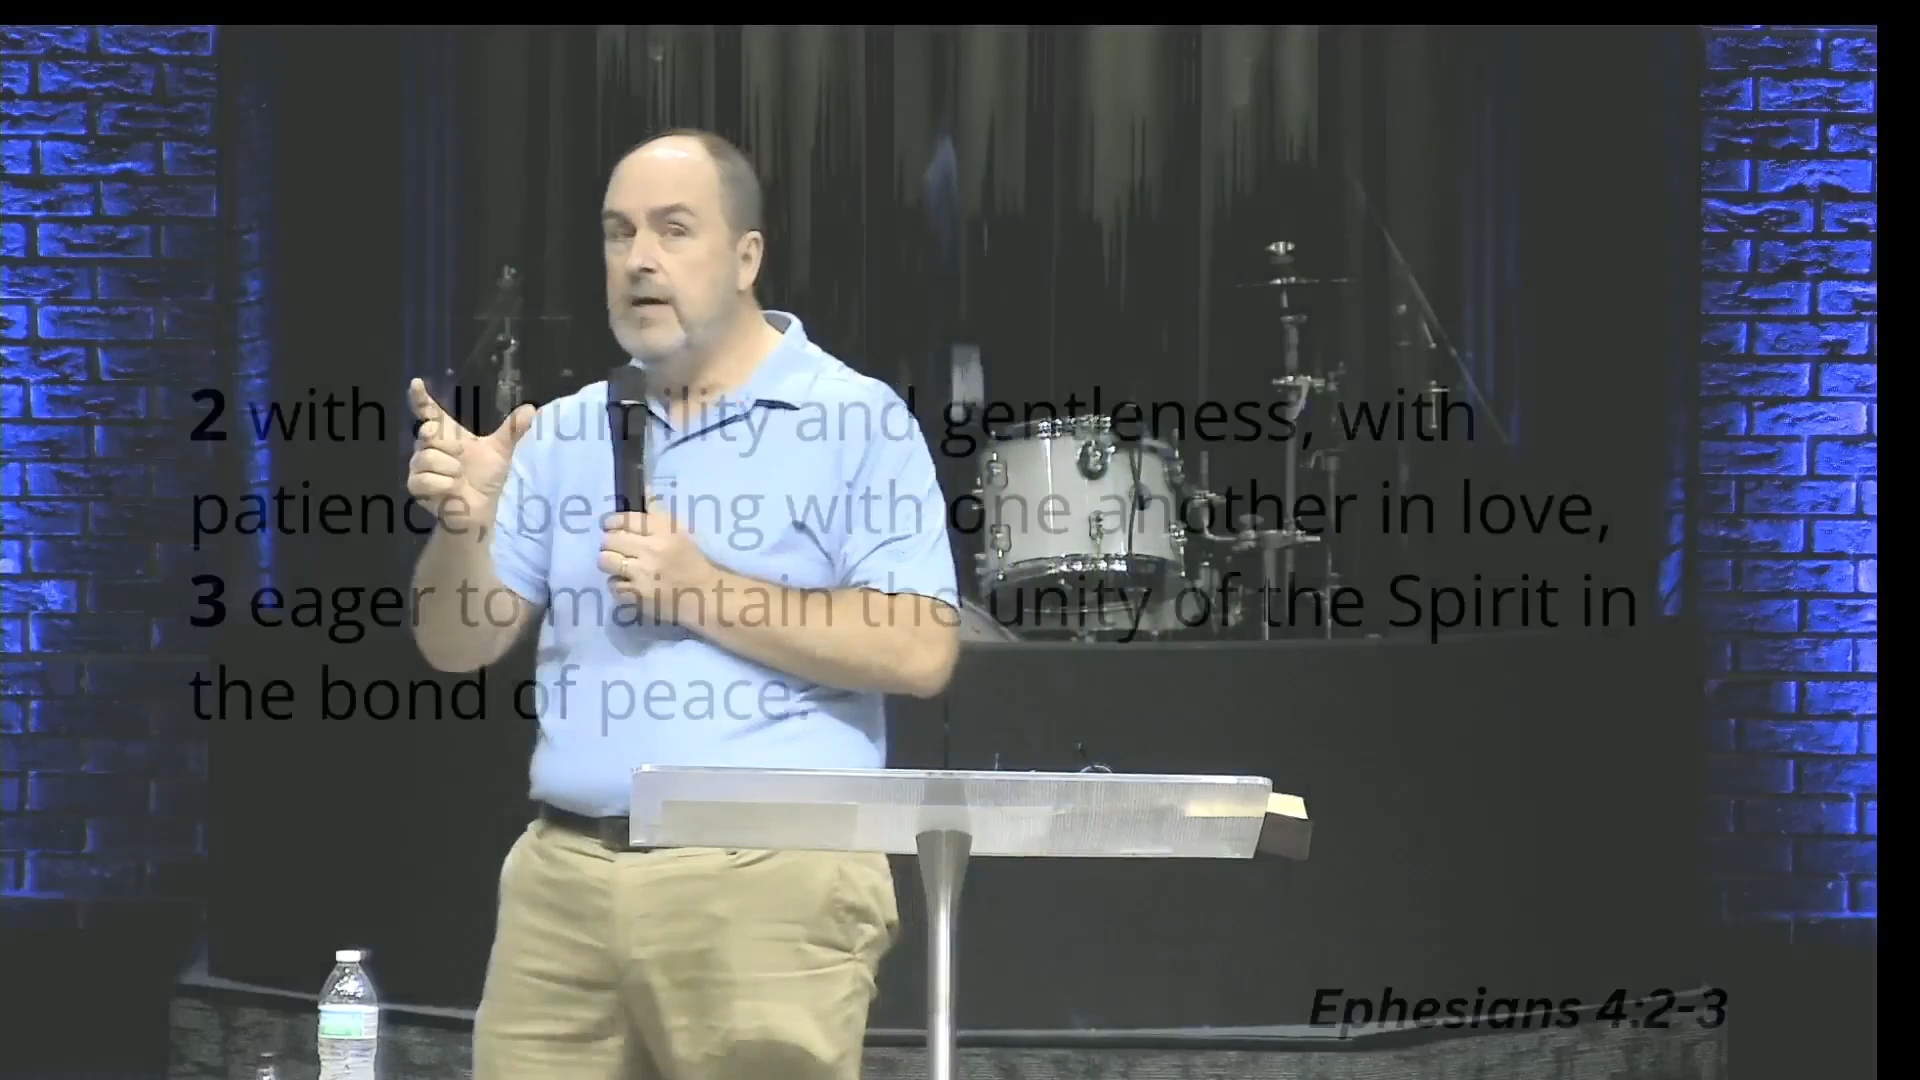 2 with all humility and gentleness, with
patience, bearing with one another in love,
3 eager to maintain the unity of the Spirit in
the bond of peace.
Ephesians 4:2-3